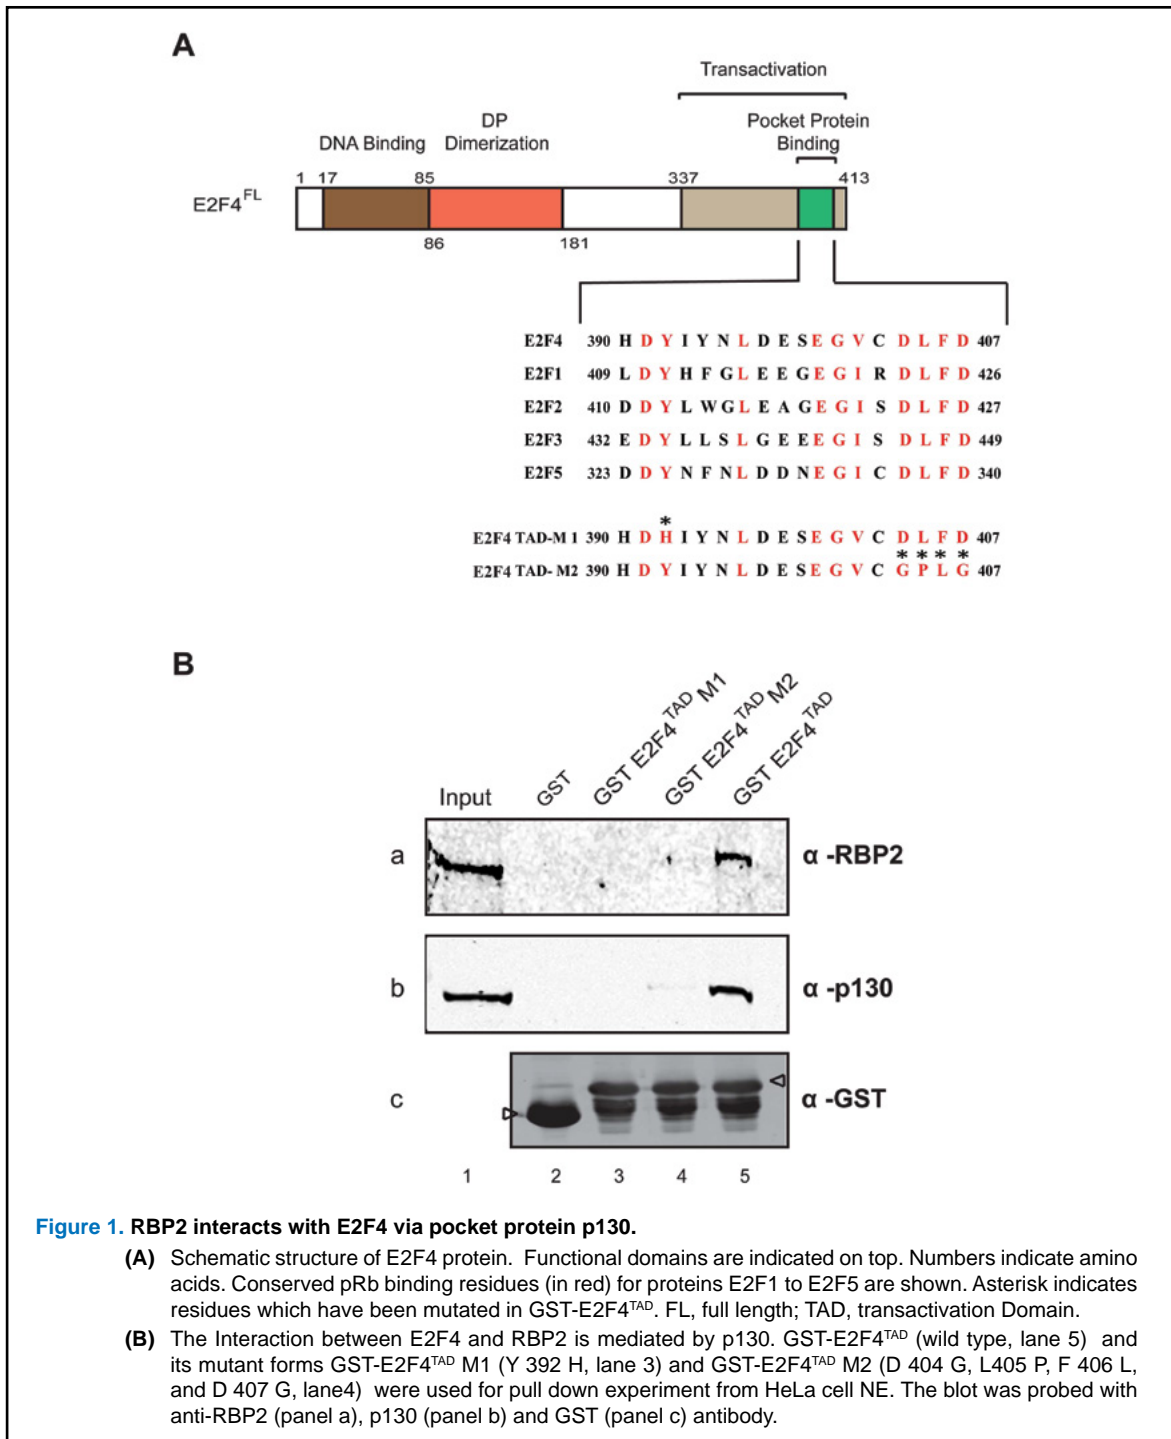 A
Transactivation
Pocket Protein
Binding
DP
Dimerization
DNA Binding
1 17 85 337 413
E2F4FL
86 181
E2F4 390 H D Y I Y N L D E S E G V C D L F D 407
E2F1 409 L D Y H F G L E E G E G I R D L F D 426
E2F2 410 D D Y L W G L E A G E G I S D L F D 427
E2F3 432 E D Y L L S L G E E E G I S D L F D 449
E2F5 323 D D Y N F N L D D N E G I C D L F D 340
*
E2F4 TAD-M 1 390 H D H I Y N L D E S E G V C D L F D 407
* * * *
E2F4 TAD- M2 390 H D Y I Y N L D E S E G V C G P L G 407
B
Input GST GST E2F4TAD M1 GST E2F4TAD M2 GST E2F4TAD
a α -RBP2
b α -p130
c α -GST
1 2 3 4 5
Figure 1. RBP2 interacts with E2F4 via pocket protein p130.
(A) Schematic structure of E2F4 protein. Functional domains are indicated on top. Numbers indicate amino
acids. Conserved pRb binding residues (in red) for proteins E2F1 to E2F5 are shown. Asterisk indicates
residues which have been mutated in GST-E2F4TAD. FL, full length; TAD, transactivation Domain.
(B) The Interaction between E2F4 and RBP2 is mediated by p130. GST-E2F4TAD (wild type, lane 5) and
its mutant forms GST-E2F4TAD M1 (Y 392 H, lane 3) and GST-E2F4TAD M2 (D 404 G, L405 P, F 406 L,
and D 407 G, lane4) were used for pull down experiment from HeLa cell NE. The blot was probed with
anti-RBP2 (panel a), p130 (panel b) and GST (panel c) antibody.